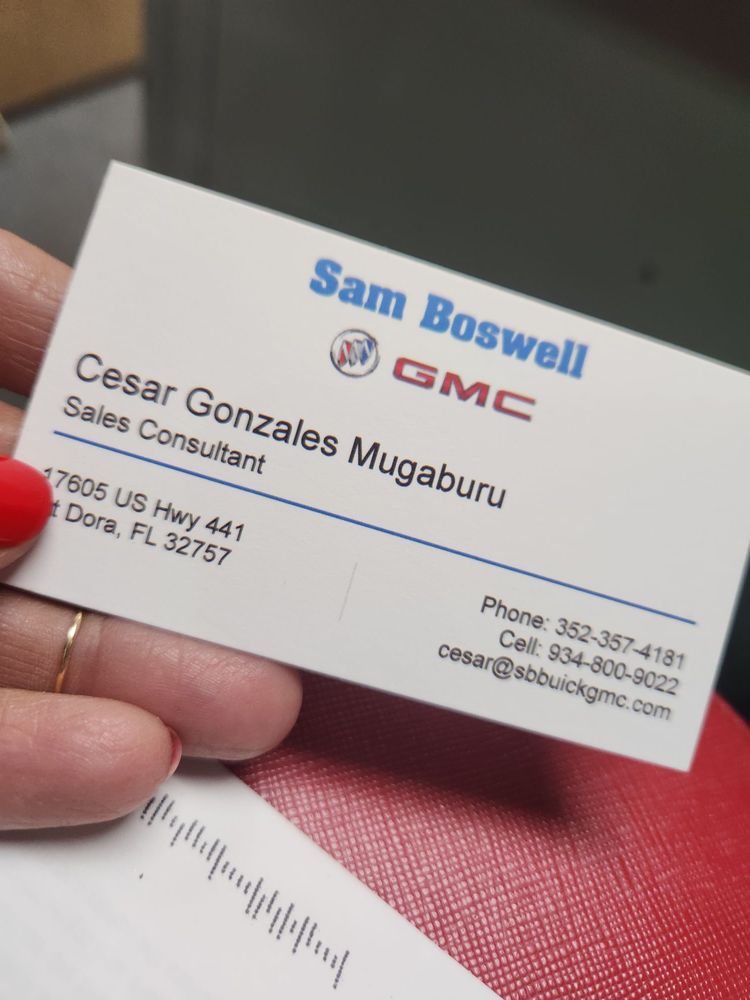 Sam Boswell
GMC
Cesar Gonzales Mugaburu
Sales Consultant
17605 US Hwy 441
t Dora, FL 32757
Phone: 352-357-4181
Cell: 934-800-9022
cesar@sbbuickgmc.com